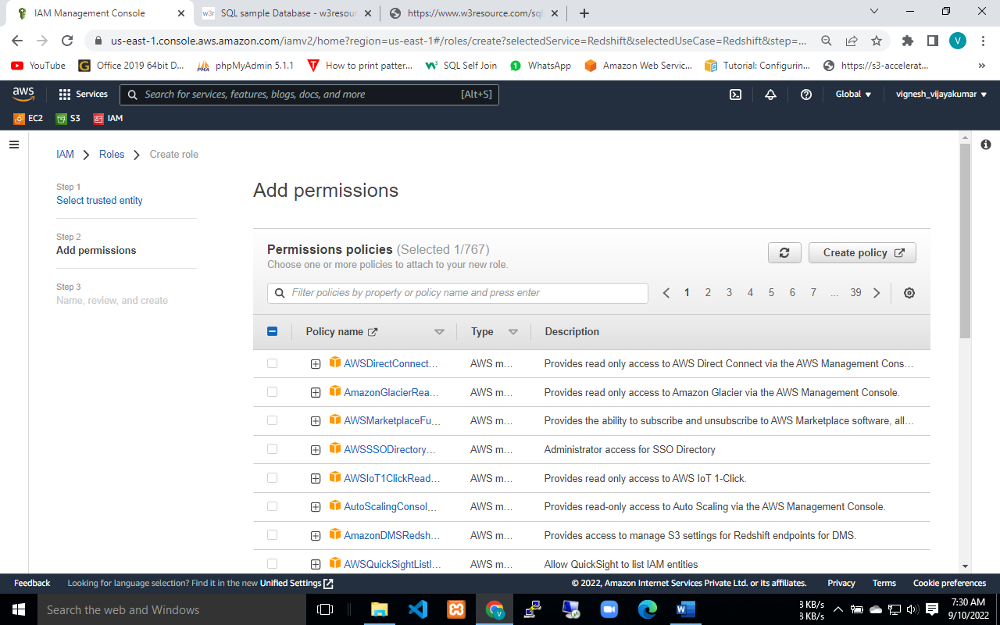 IAM Management Console
SQL sample Database - w3resour
https://www.w3resource.com/sql
us-east-1.console.aws.amazon.com/iamv2/home?region=us-east-1#/roles/create?selectedService=Redshift&selectedUseCase=Redshift&step=...
V
YouTube
Office 2019 64bit D...
phpMyAdmin 5.1.1
How to print patter...
SQL Self Join
WhatsApp
Amazon Web Servic...
Tutorial: Configurin...
https://s3-accelerat...
»
aws
Services
Search for services, features, blogs, docs, and more
[Alt+S]
Global
vignesh_vijayakumar
EC2
S3
IAM
IAM
Roles
Create role
Step 1
Select trusted entity
Step 2
Add permissions
Step 3
Name, review, and create
Add permissions
Permissions policies (Selected 1/767)
Choose one or more policies to attach to your new role.
Create policy
Filter policies by property or policy name and press enter
1 2 3 4 5 6 7 ... 39
Policy name
Type
Description
AWSDirectConnect... AWS m... Provides read only access to AWS Direct Connect via the AWS Management Cons...
AmazonGlacierRea... AWS m... Provides read only access to Amazon Glacier via the AWS Management Console.
AWSMarketplaceFu... AWS m... Provides the ability to subscribe and unsubscribe to AWS Marketplace software, all...
AWSSSODirectory... AWS m... Administrator access for SSO Directory
AWSIoT1ClickRead... AWS m... Provides read only access to AWS IoT 1-Click.
AutoScalingConsol... AWS m... Provides read-only access to Auto Scaling via the AWS Management Console.
AmazonDMSRedsh... AWS m... Provides access to manage S3 settings for Redshift endpoints for DMS.
AWSQuickSightListI... AWS m... Allow QuickSight to list IAM entities
Feedback
Looking for language selection? Find it in the new Unified Settings
© 2022, Amazon Internet Services Private Ltd. or its affiliates.
Privacy
Terms
Cookie preferences
Search the web and Windows
3 KB/s
3 KB/s
7:30 AM
9/10/2022